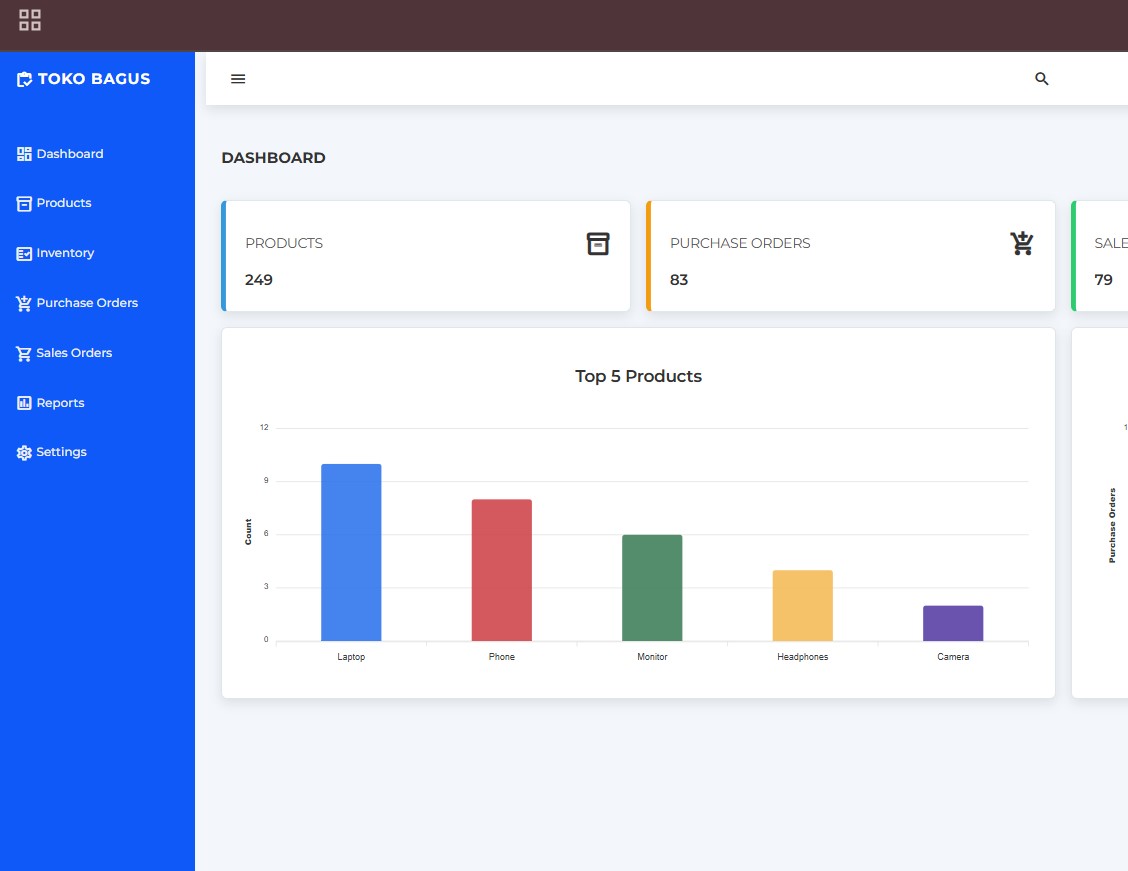 TOKO BAGUS
Dashboard
Products
Inventory
Purchase Orders
Sales Orders
Reports
Settings
DASHBOARD
PRODUCTS
249
PURCHASE ORDERS
83
SALE
79
Top 5 Products
Count
12
9
6
3
0
Laptop
Phone
Monitor
Headphones
Camera
1
Purchase Orders